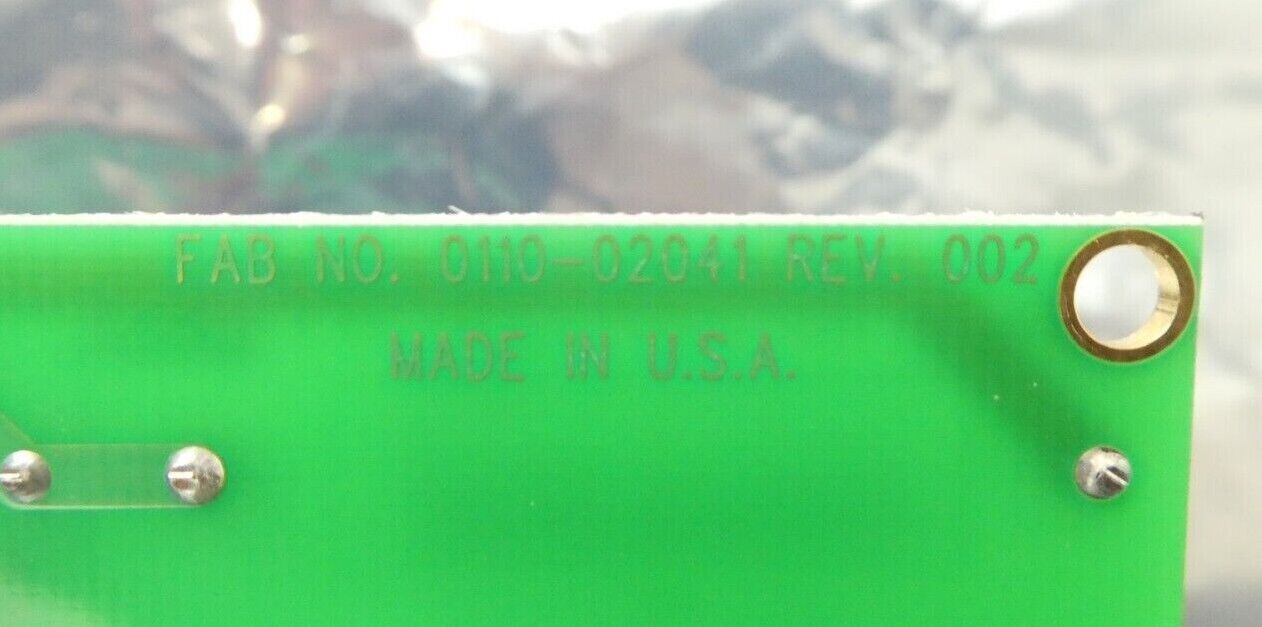 FAB NO. 0110-02041 REV. 002
MADE IN U.S.A.